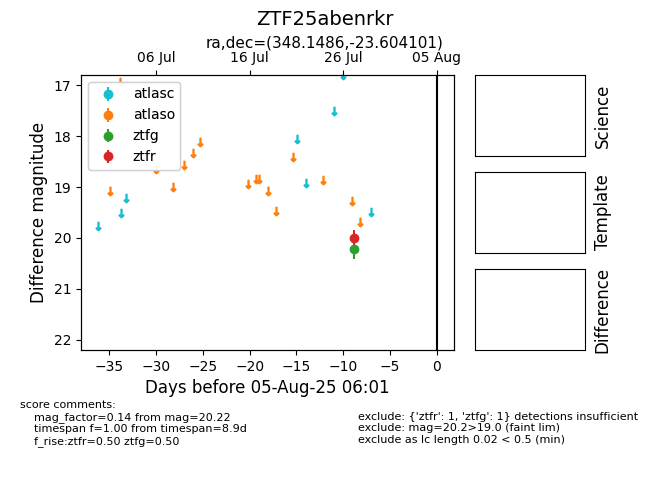 ZTF25abenrkr
ra,dec=(348.1486,-23.604101)
06 Jul 16 Jul 26 Jul 05 Aug
atlasc
atlaso
ztfg
ztfr
17
18
19
20
21
22
Difference magnitude
−35 −30 −25 −20 −15 −10 −5 0
Days before 05-Aug-25 06:01
Science
Template
Difference
score comments:
mag_factor=0.14 from mag=20.22
timespan f=1.00 from timespan=8.9d
f_rise:ztfr=0.50 ztfg=0.50
exclude: {'ztfr': 1, 'ztfg': 1} detections insufficient
exclude: mag=20.2>19.0 (faint lim)
exclude as lc length 0.02 < 0.5 (min)